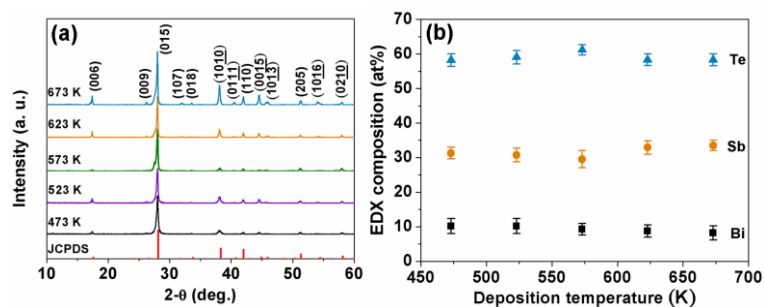 (a)
(015)
(006)
(009)
(107)
(018)
(1010)
(0111)
(110)
(0015)
(1013)
(205)
(1016)
(0210)
673 K
623 K
573 K
523 K
473 K
JCPDS
Intensity (a. u.)
10 20 30 40 50 60
2-θ (deg.)
(b)
70
60
50
40
30
20
10
0
Te
Sb
Bi
EDX composition (at%)
450 500 550 600 650 700
Deposition temperature (K)